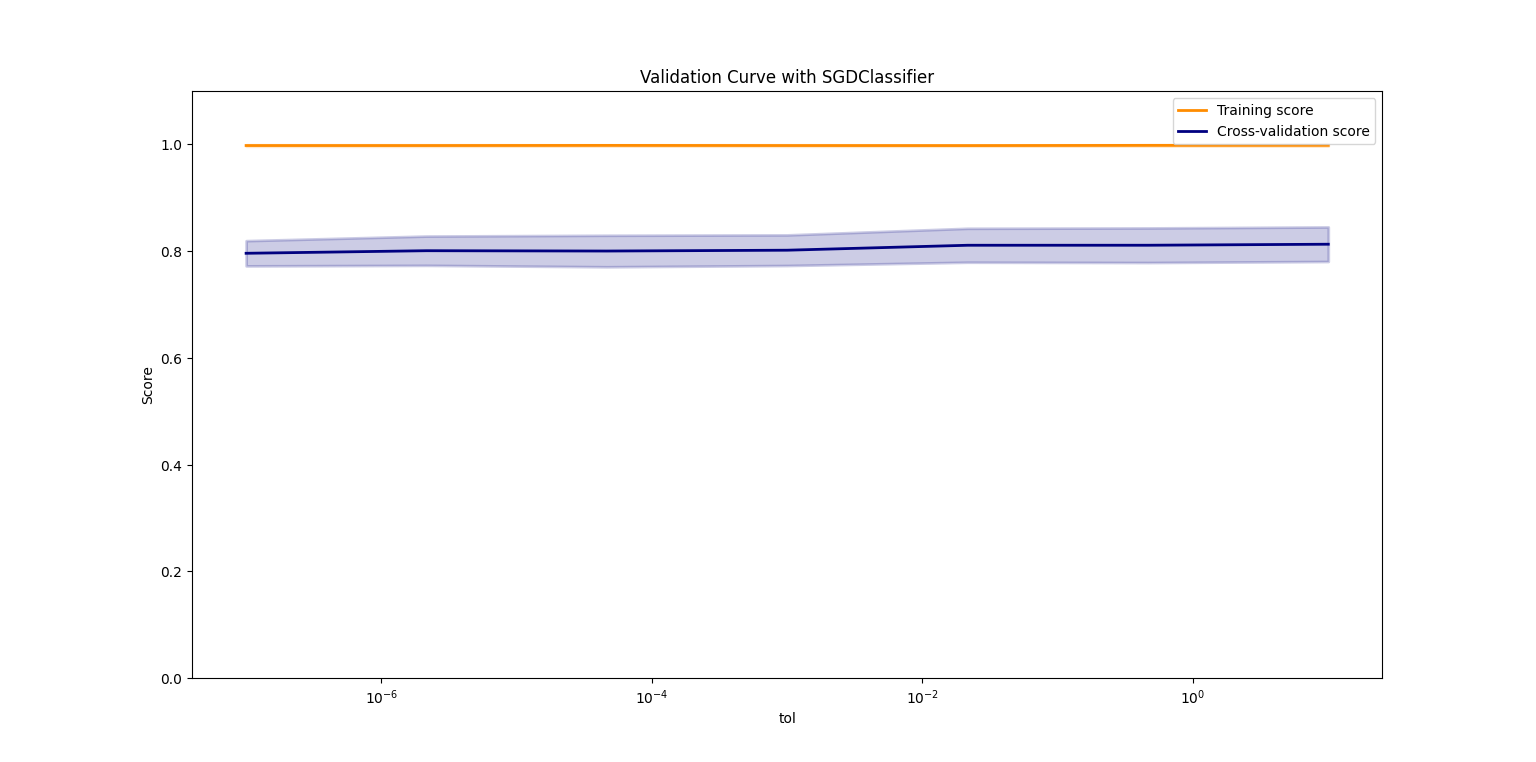 Validation Curve with SGDClassifier
Training score
Cross-validation score
1.0
0.8
0.6
0.4
0.2
0.0
Score
10⁻⁶ 10⁻⁴ 10⁻² 10⁰
tol